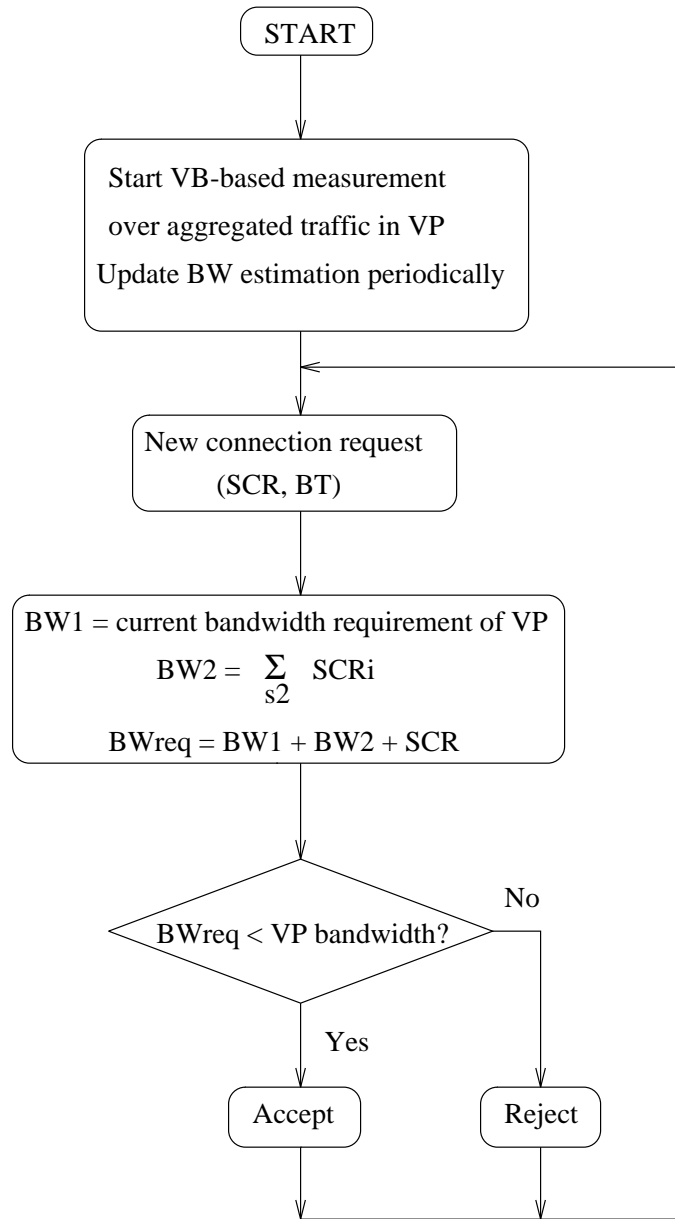 START
Start VB-based measurement
over aggregated traffic in VP
Update BW estimation periodically
New connection request
(SCR, BT)
BW1 = current bandwidth requirement of VP
BW2 = Σ SCRi
s2
BWreq = BW1 + BW2 + SCR
No
BWreq < VP bandwidth?
Yes
Accept
Reject